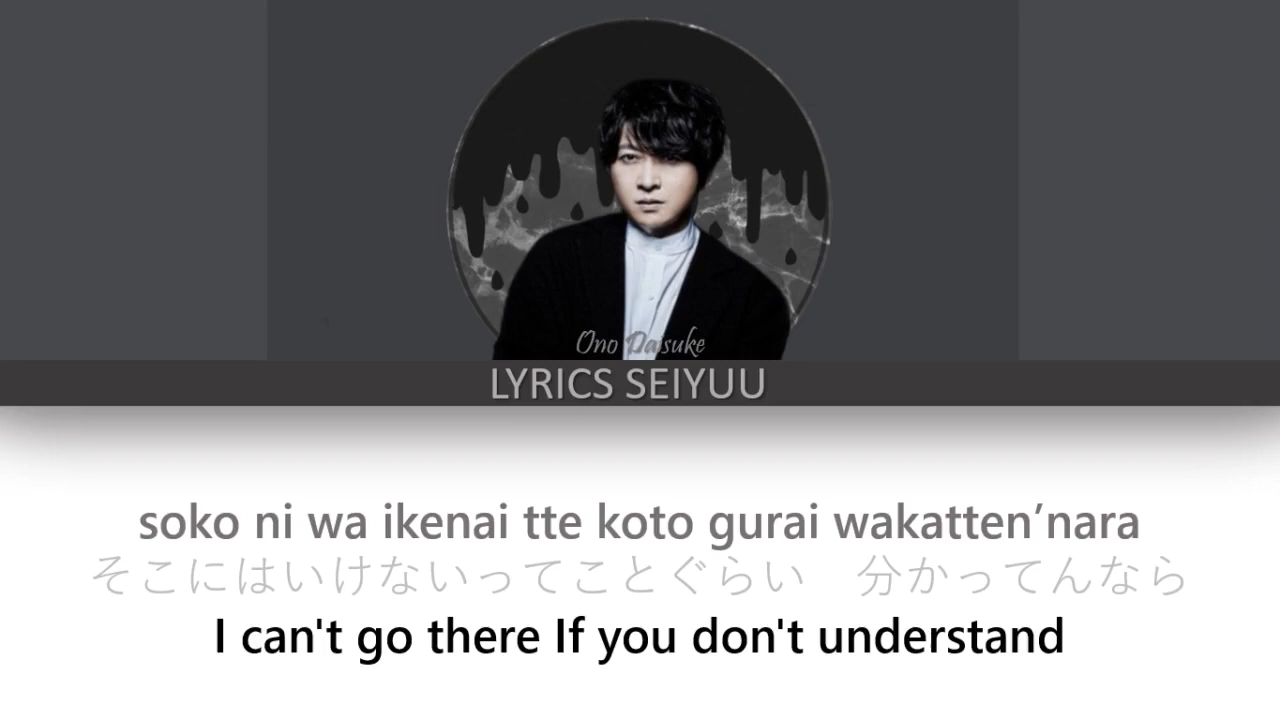 Ono Daisuke
LYRICS SEIYUU
soko ni wa ikenai tte koto gurai wakatten’nara
そこにはいけないってことぐらい　分かってんなら
I can't go there If you don't understand